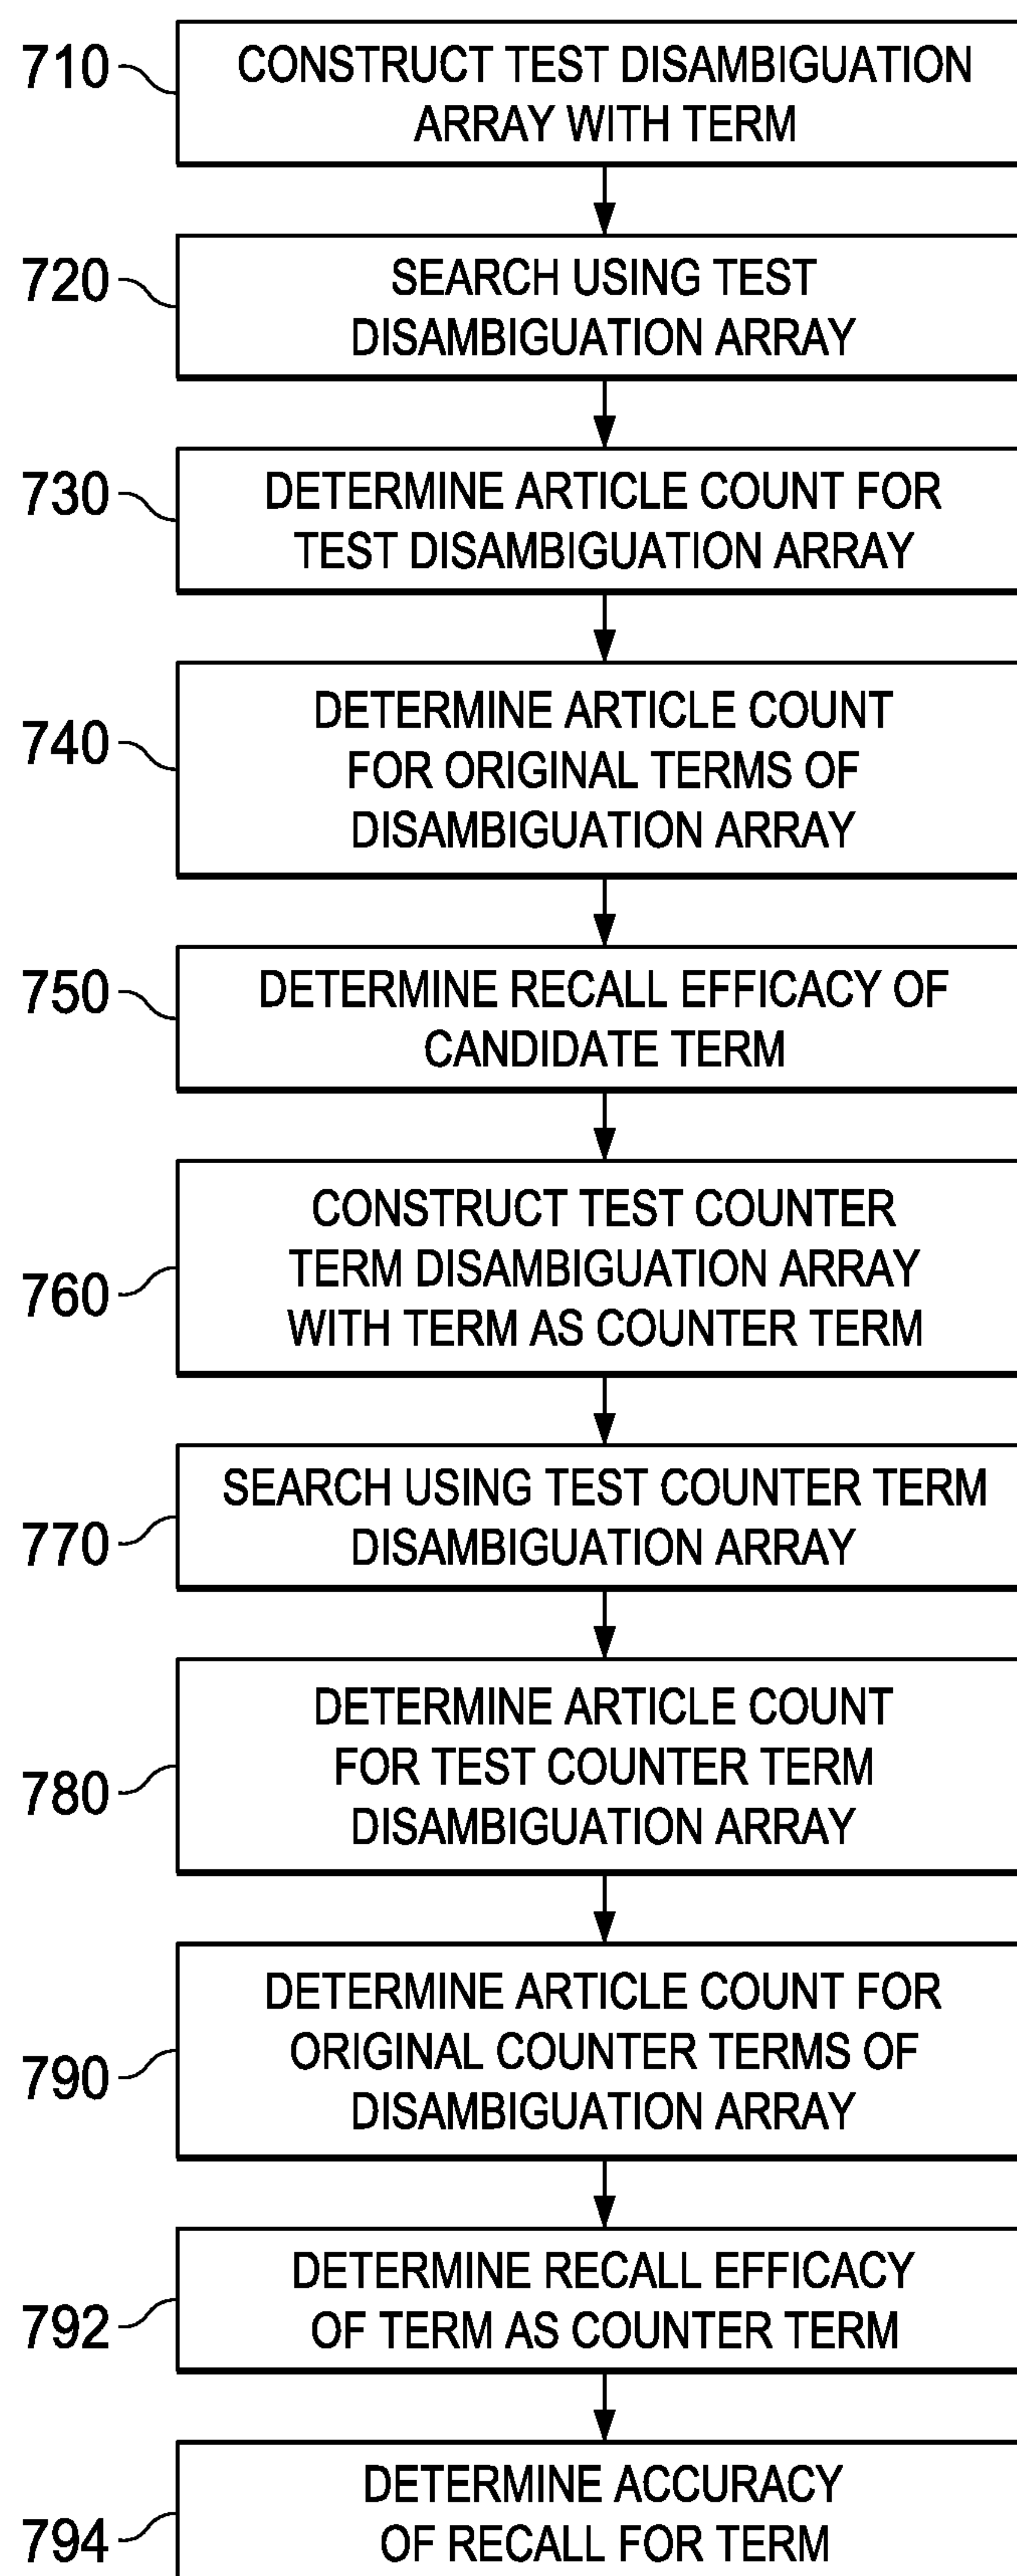 710
CONSTRUCT TEST DISAMBIGUATION
ARRAY WITH TERM
720
SEARCH USING TEST
DISAMBIGUATION ARRAY
730
DETERMINE ARTICLE COUNT FOR
TEST DISAMBIGUATION ARRAY
740
DETERMINE ARTICLE COUNT
FOR ORIGINAL TERMS OF
DISAMBIGUATION ARRAY
750
DETERMINE RECALL EFFICACY OF
CANDIDATE TERM
760
CONSTRUCT TEST COUNTER
TERM DISAMBIGUATION ARRAY
WITH TERM AS COUNTER TERM
770
SEARCH USING TEST COUNTER TERM
DISAMBIGUATION ARRAY
780
DETERMINE ARTICLE COUNT
FOR TEST COUNTER TERM
DISAMBIGUATION ARRAY
790
DETERMINE ARTICLE COUNT FOR
ORIGINAL COUNTER TERMS OF
DISAMBIGUATION ARRAY
792
DETERMINE RECALL EFFICACY
OF TERM AS COUNTER TERM
794
DETERMINE ACCURACY
OF RECALL FOR TERM